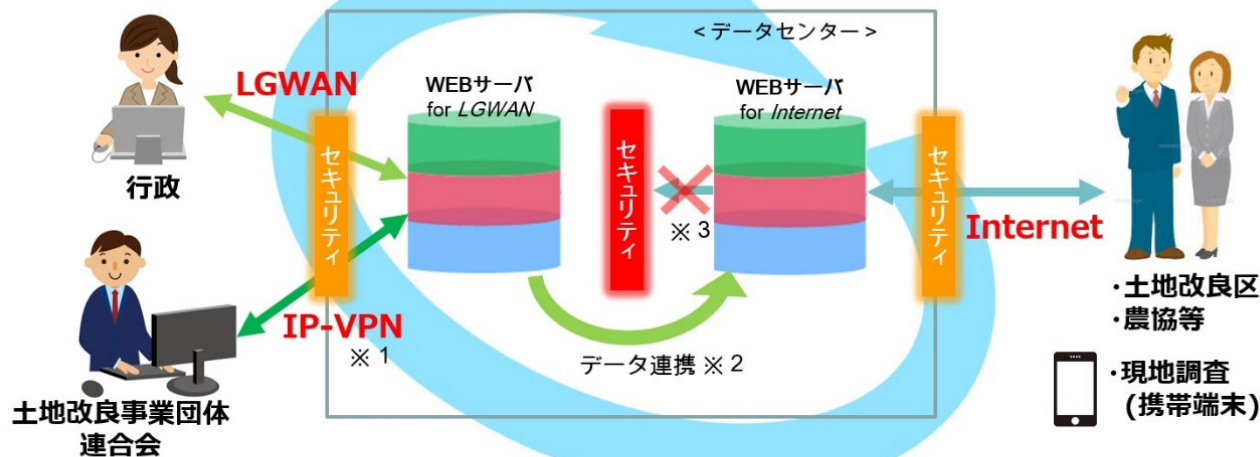 <データセンター>
LGWAN
WEBサーバ
for LGWAN
WEBサーバ
for Internet
セキュリティ
セキュリティ
セキュリティ
行政
※3
Internet
IP-VPN
※1
データ連携※2
土地改良事業団体
連合会
・土地改良区
・農協等
・現地調査
(携帯端末)